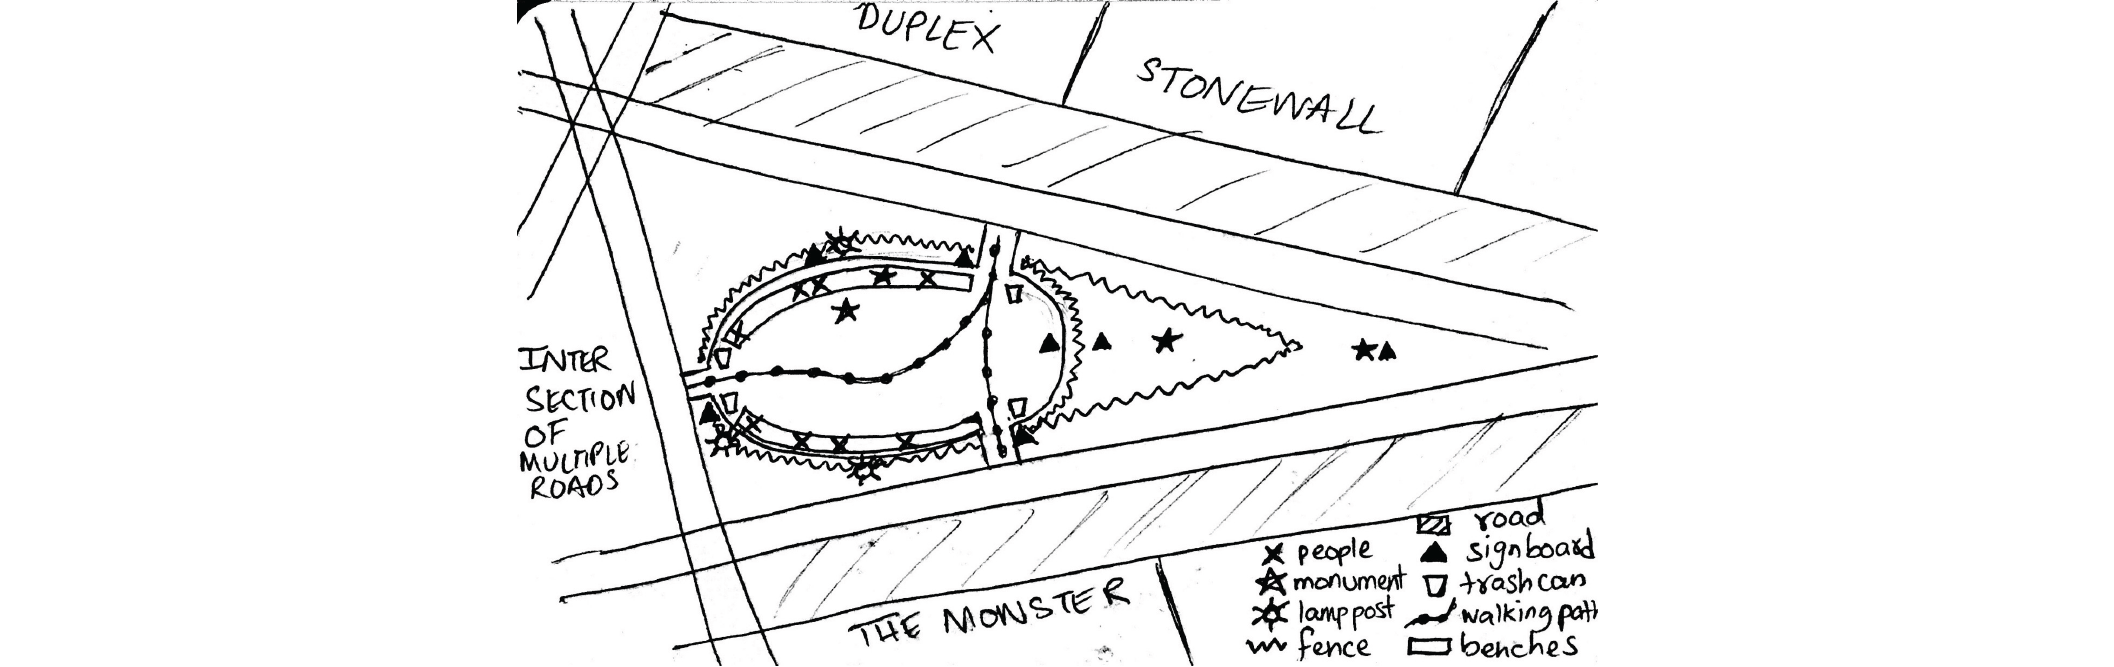 DUPLEX
STONEWALL
INTER
SECTION
OF
MULTIPLE
ROADS
THE MONSTER
road
people
signboard
monument
trash can
lamp post
walking path
fence
benches